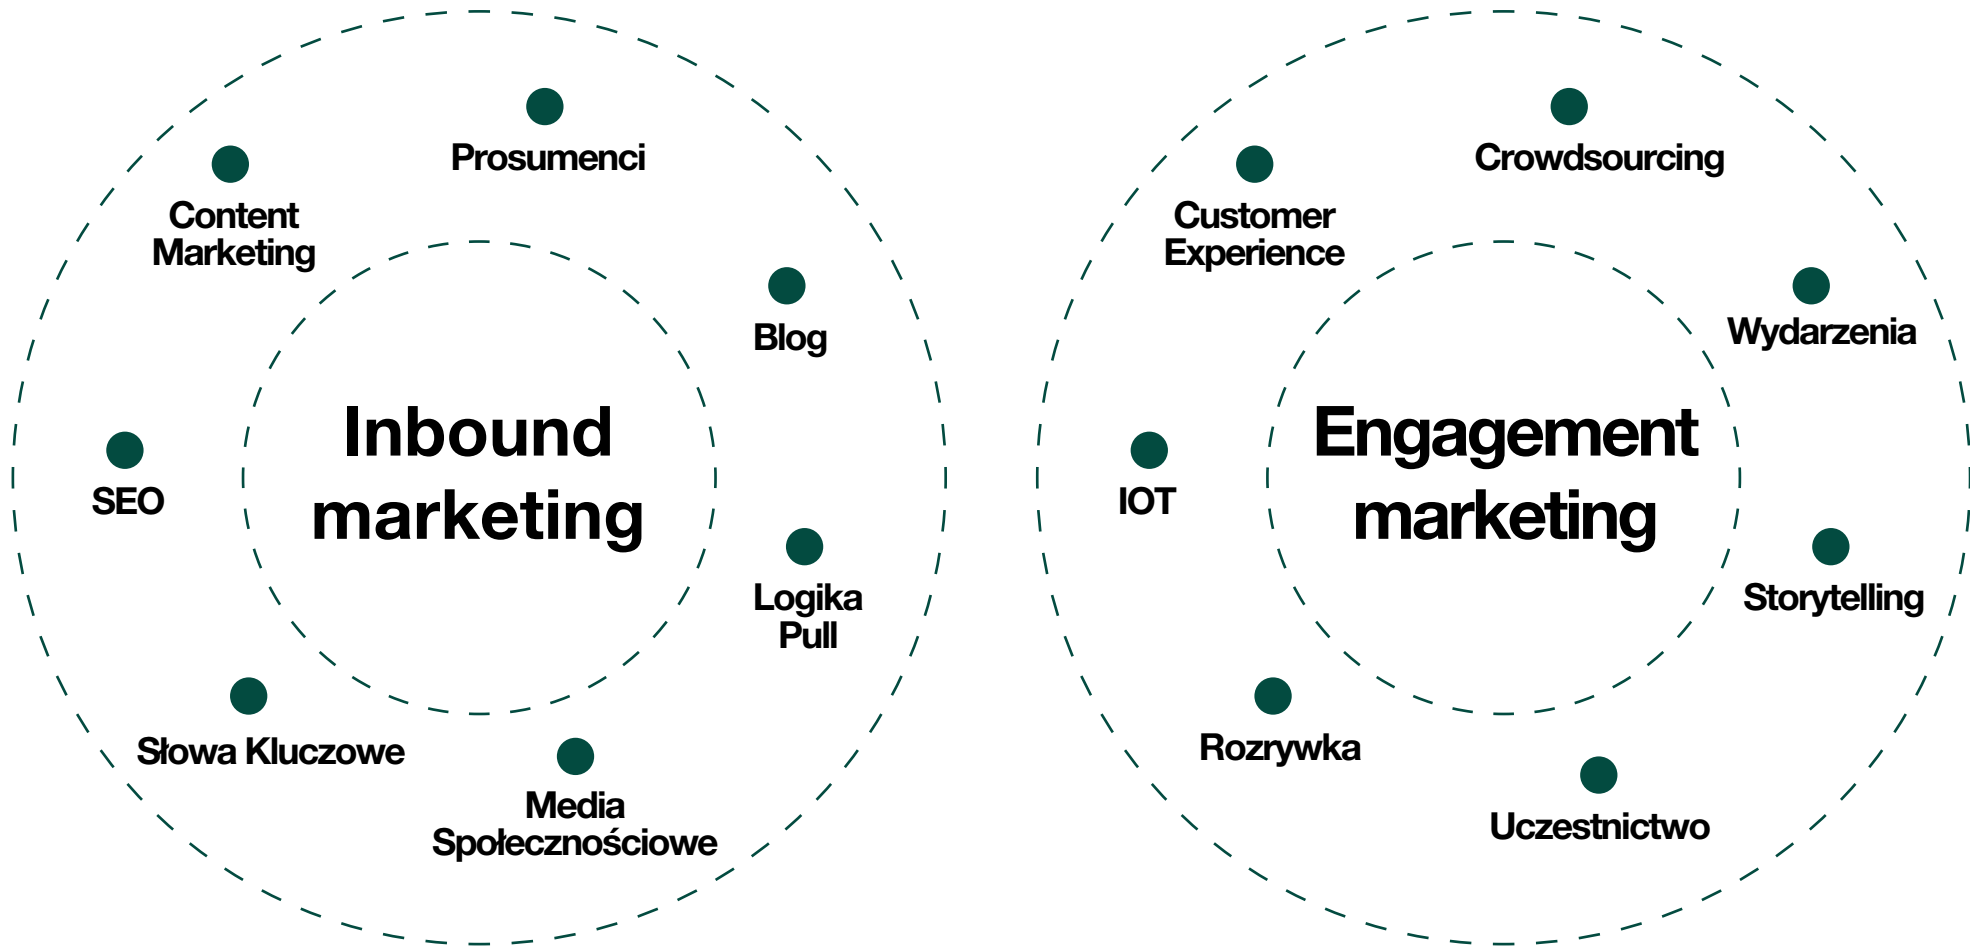 Prosumenci
Content
Marketing
Blog
Inbound
marketing
SEO
Logika
Pull
Słowa Kluczowe
Media
Społecznościowe
Crowdsourcing
Customer
Experience
Wydarzenia
Engagement
marketing
IOT
Storytelling
Rozrywka
Uczestnictwo